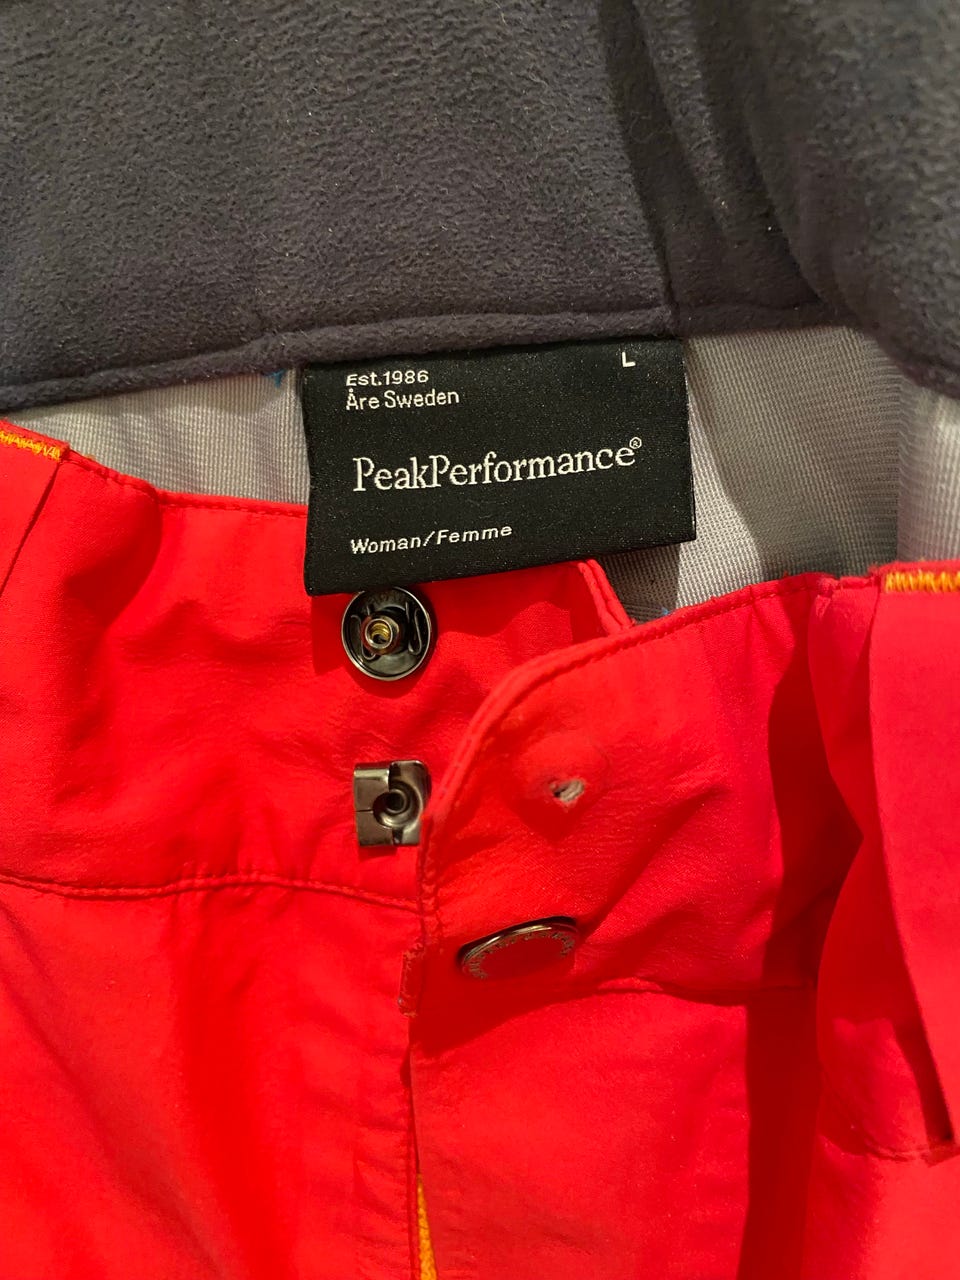 L
Est.1986
Åre Sweden
PeakPerformance®
Woman/Femme